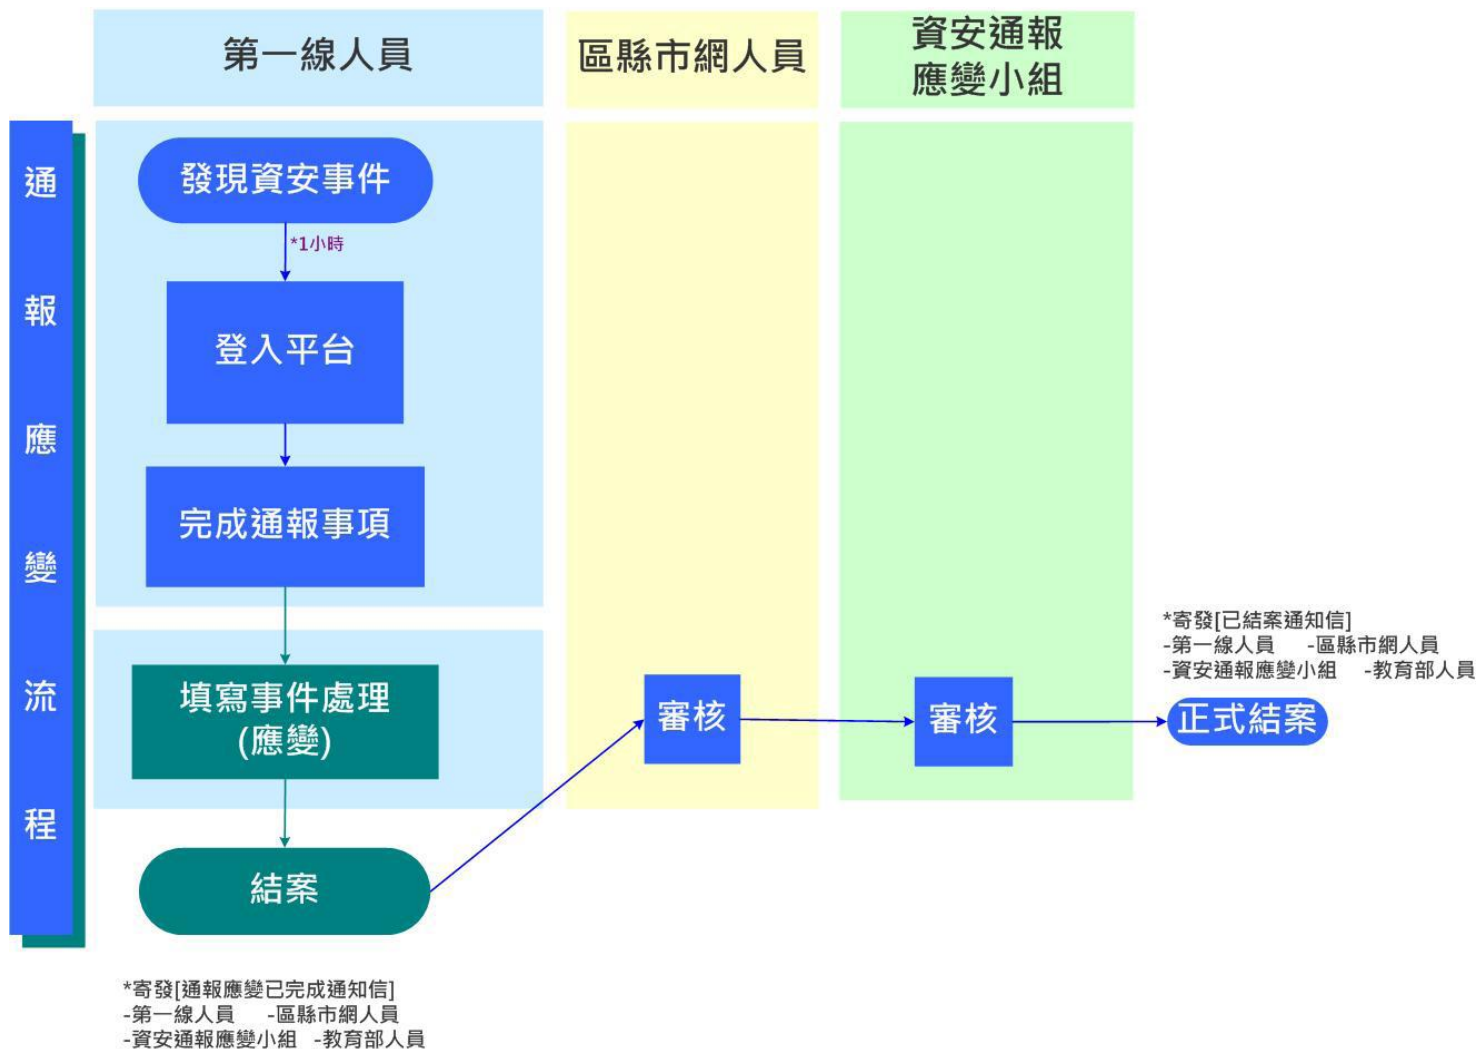 第一線人員
區縣市網人員
資安通報
應變小組
通報應變流程
發現資安事件
*1小時
登入平台
完成通報事項
填寫事件處理
(應變)
結案
審核
審核
*寄發[已結案通知信]
-第一線人員 -區縣市網人員
-資安通報應變小組 -教育部人員
正式結案
*寄發[通報應變已完成通知信]
-第一線人員 -區縣市網人員
-資安通報應變小組 -教育部人員